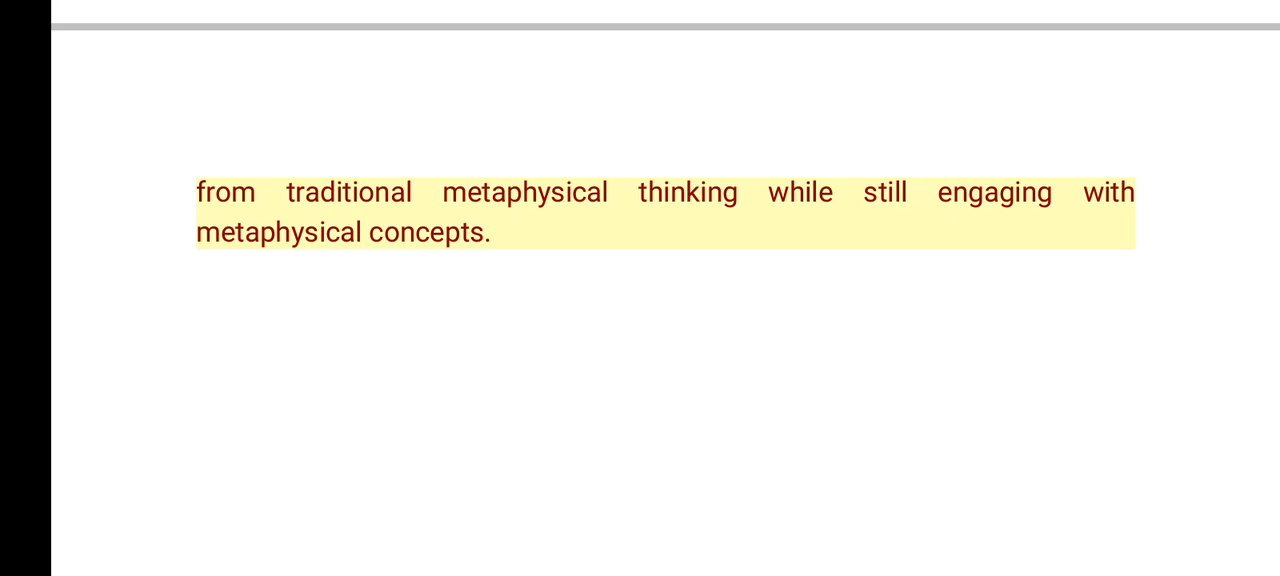 from traditional metaphysical thinking while still engaging with
metaphysical concepts.